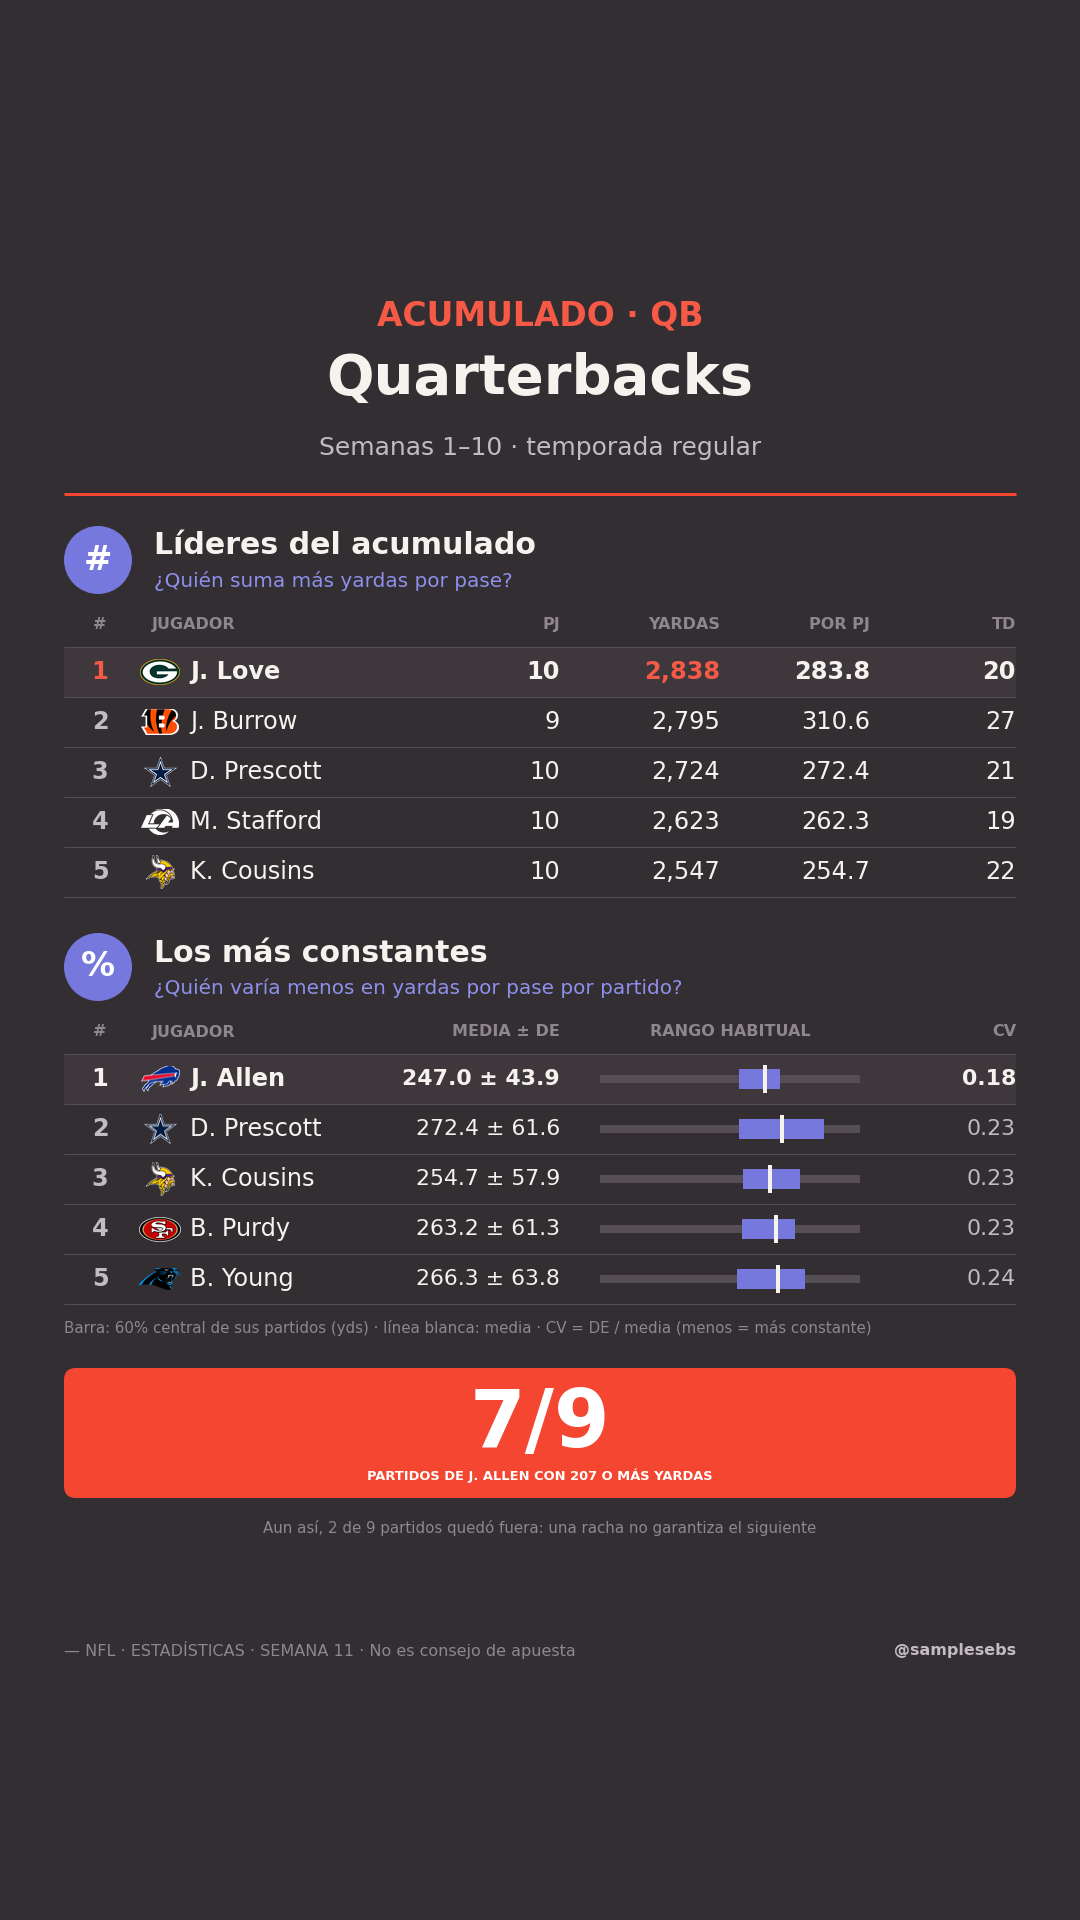 ACUMULADO · QB
Quarterbacks
Semanas 1–10 · temporada regular
# Líderes del acumulado
¿Quién suma más yardas por pase?
# JUGADOR PJ YARDAS POR PJ TD
1 J. Love 10 2,838 283.8 20
2 J. Burrow 9 2,795 310.6 27
3 D. Prescott 10 2,724 272.4 21
4 M. Stafford 10 2,623 262.3 19
5 K. Cousins 10 2,547 254.7 22
% Los más constantes
¿Quién varía menos en yardas por pase por partido?
# JUGADOR MEDIA ± DE RANGO HABITUAL CV
1 J. Allen 247.0 ± 43.9 0.18
2 D. Prescott 272.4 ± 61.6 0.23
3 K. Cousins 254.7 ± 57.9 0.23
4 B. Purdy 263.2 ± 61.3 0.23
5 B. Young 266.3 ± 63.8 0.24
Barra: 60% central de sus partidos (yds) · línea blanca: media · CV = DE / media (menos = más constante)
7/9
PARTIDOS DE J. ALLEN CON 207 O MÁS YARDAS
Aun así, 2 de 9 partidos quedó fuera: una racha no garantiza el siguiente
— NFL · ESTADÍSTICAS · SEMANA 11 · No es consejo de apuesta
@samplesebs